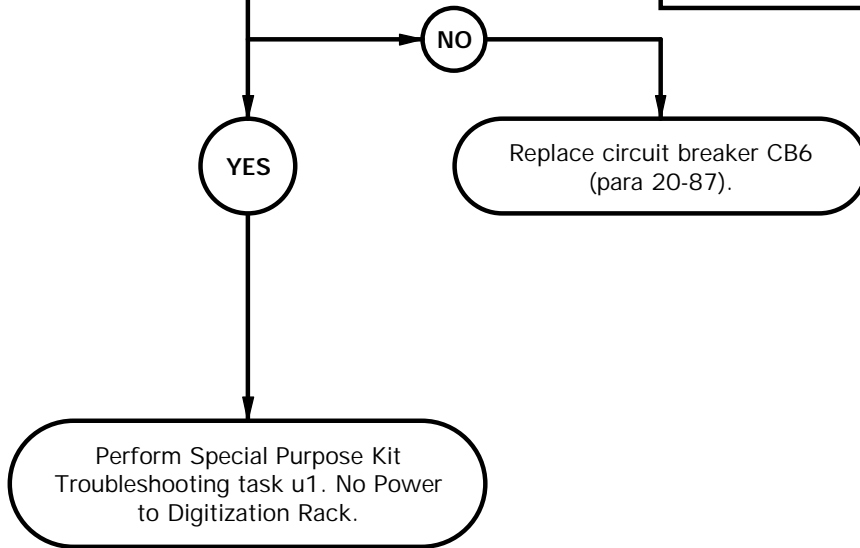 NO
YES
Replace circuit breaker CB6
(para 20-87).
Perform Special Purpose Kit
Troubleshooting task u1. No Power
to Digitization Rack.